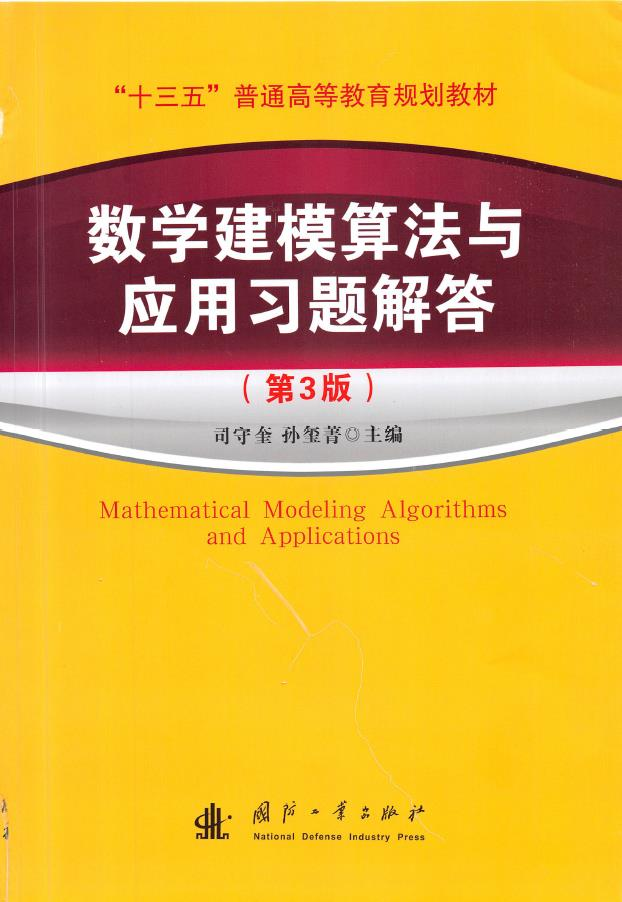 “十三五”普通高等教育规划教材
数学建模算法与
应用习题解答
（第3版）
司守奎 孙玺菁◎主编
Mathematical Modeling Algorithms
and Applications
国防工业出版社
National Defense Industry Press